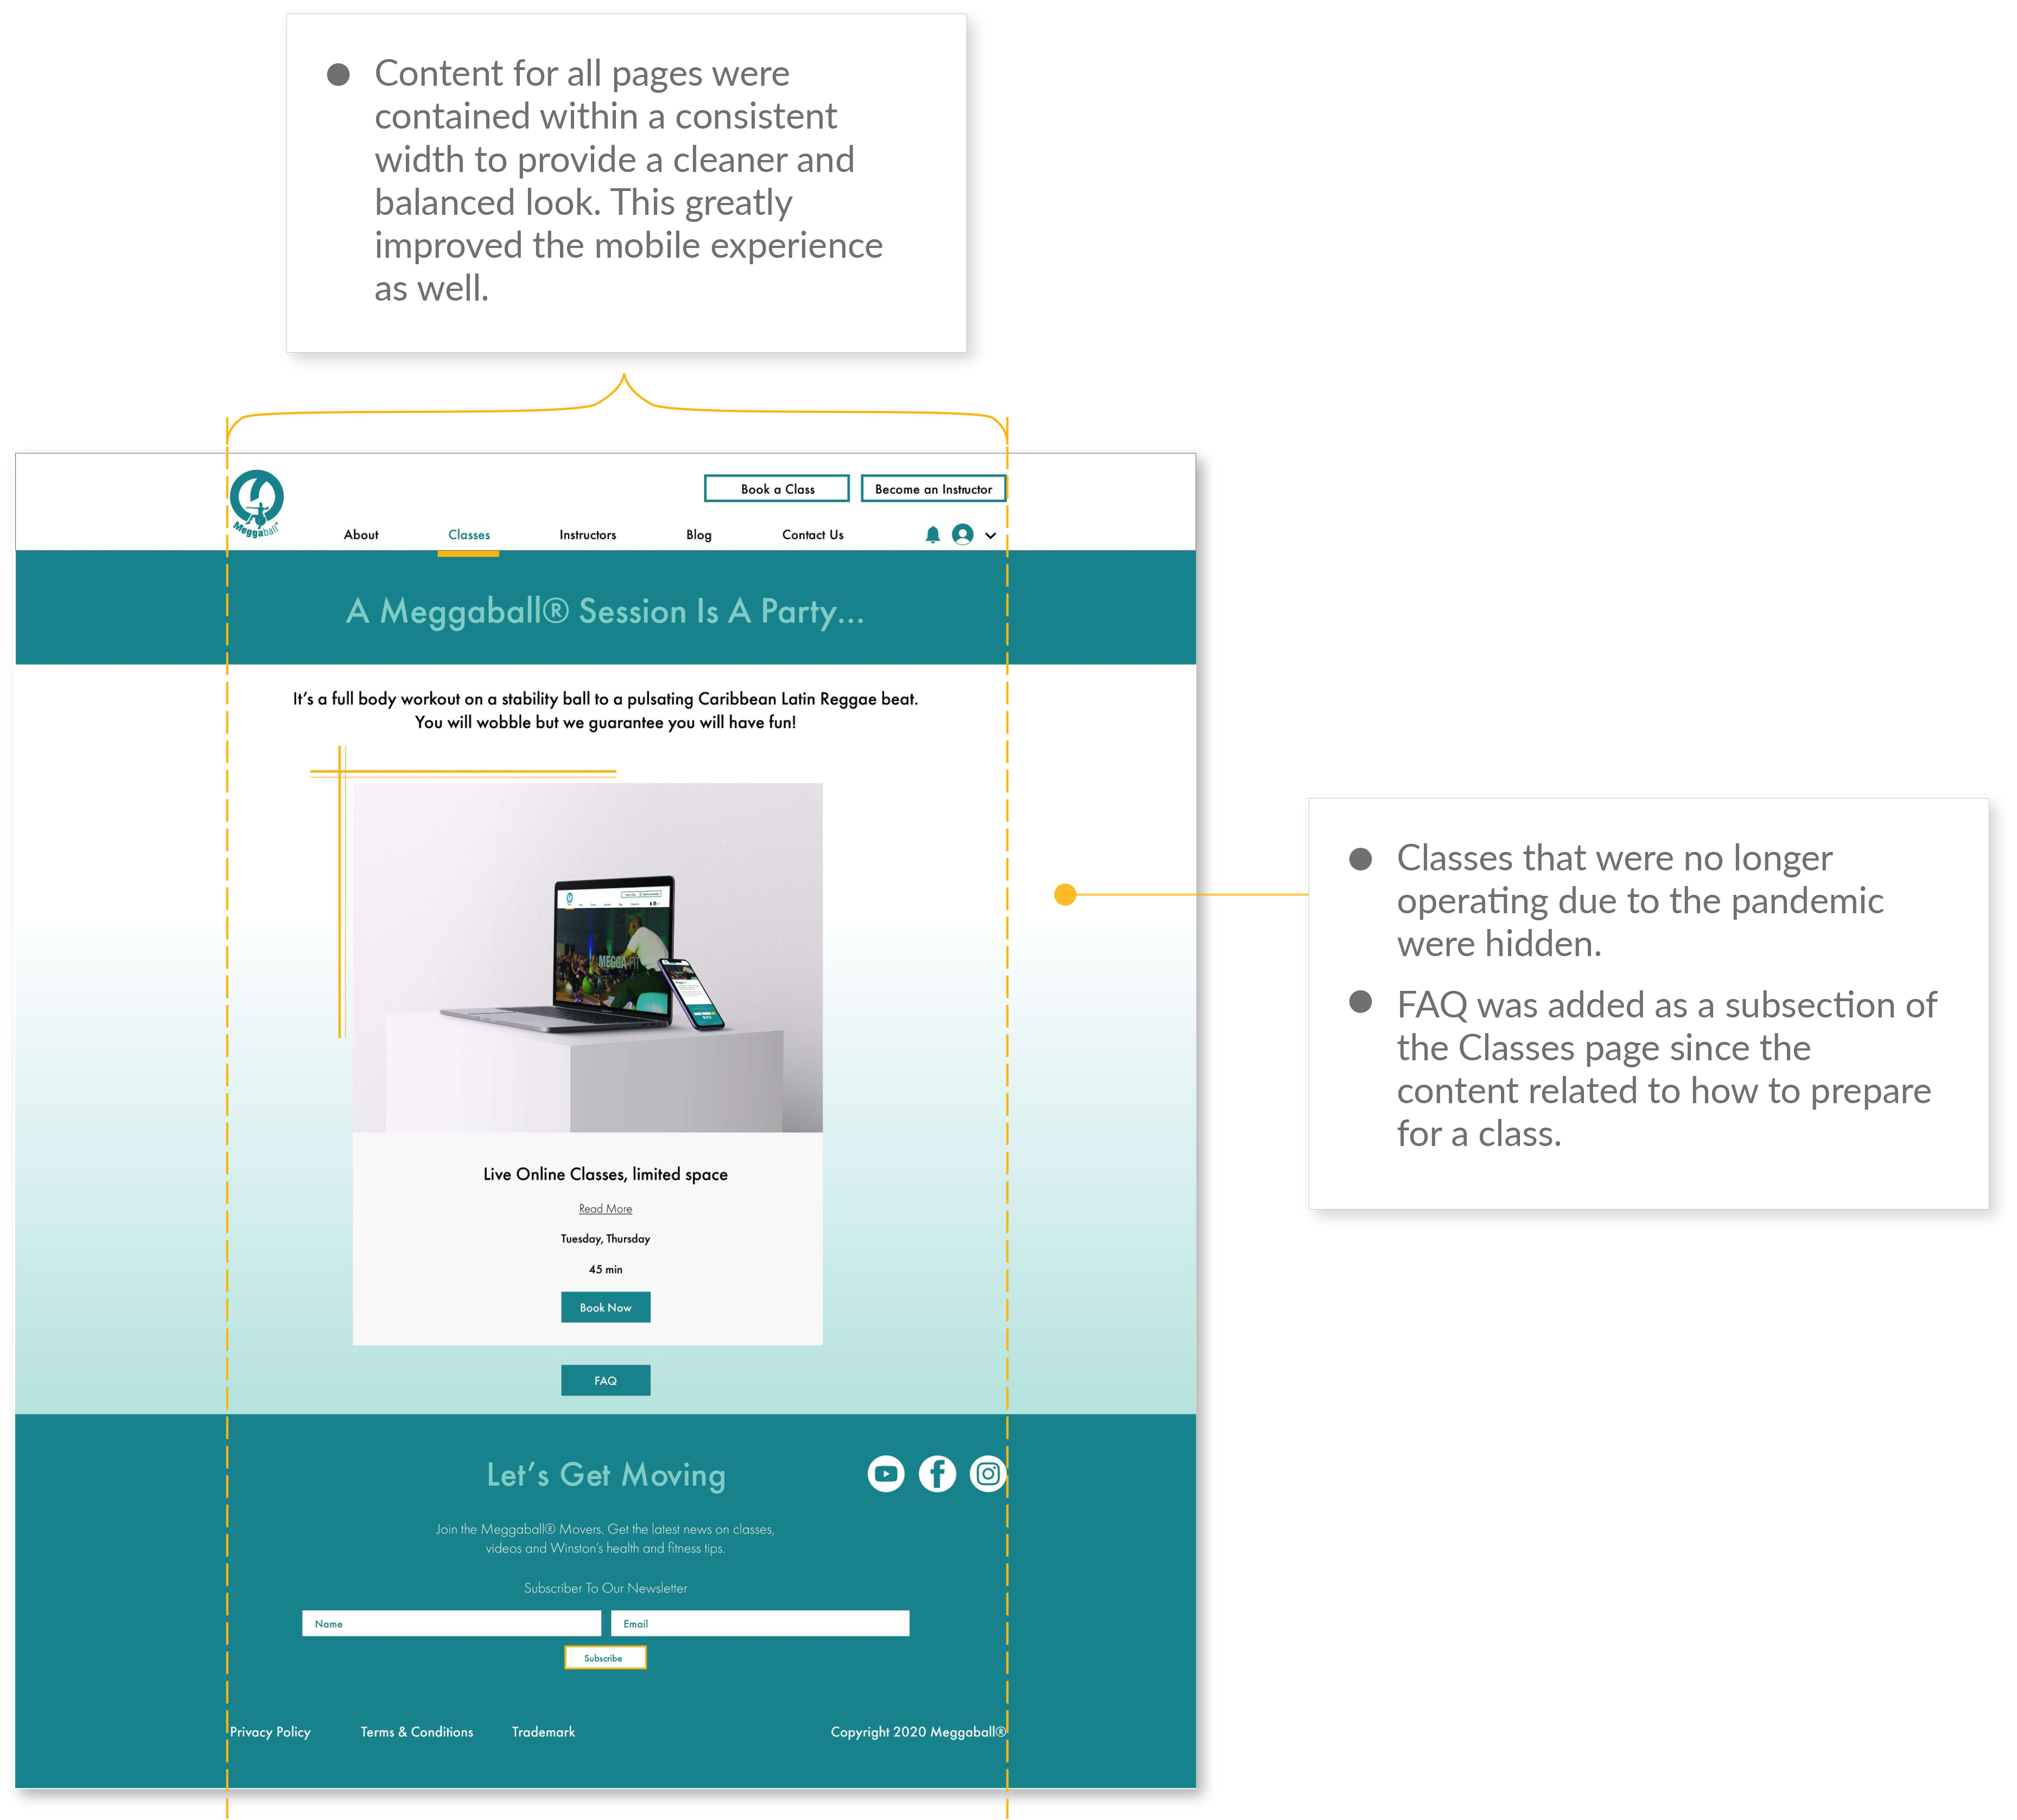 Content for all pages were
contained within a consistent
width to provide a cleaner and
balanced look. This greatly
improved the mobile experience
as well.
Book a Class
Become an Instructor
Meggaball®
About
Classes
Instructors
Blog
Contact Us
A Meggaball® Session Is A Party...
It's a full body workout on a stability ball to a pulsating Caribbean Latin Reggae beat.
You will wobble but we guarantee you will have fun!
MEGGA FIT
Live Online Classes, limited space
Read More
Tuesday, Thursday
45 min
Book Now
FAQ
Classes that were no longer
operating due to the pandemic
were hidden.
FAQ was added as a subsection of
the Classes page since the
content related to how to prepare
for a class.
Let's Get Moving
Join the Meggaball® Movers. Get the latest news on classes,
videos and Winston's health and fitness tips.
Subscriber To Our Newsletter
Name
Email
Subscribe
Privacy Policy
Terms & Conditions
Trademark
Copyright 2020 Meggaball®